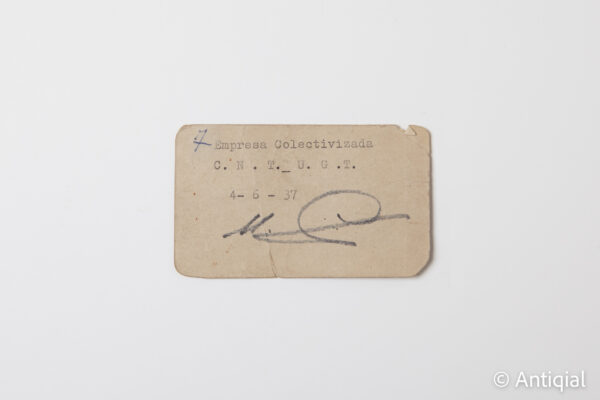 7 Empresa Colectivizada
C. N . T._ U. G .T.
4- 6 - 37
© Antiqial